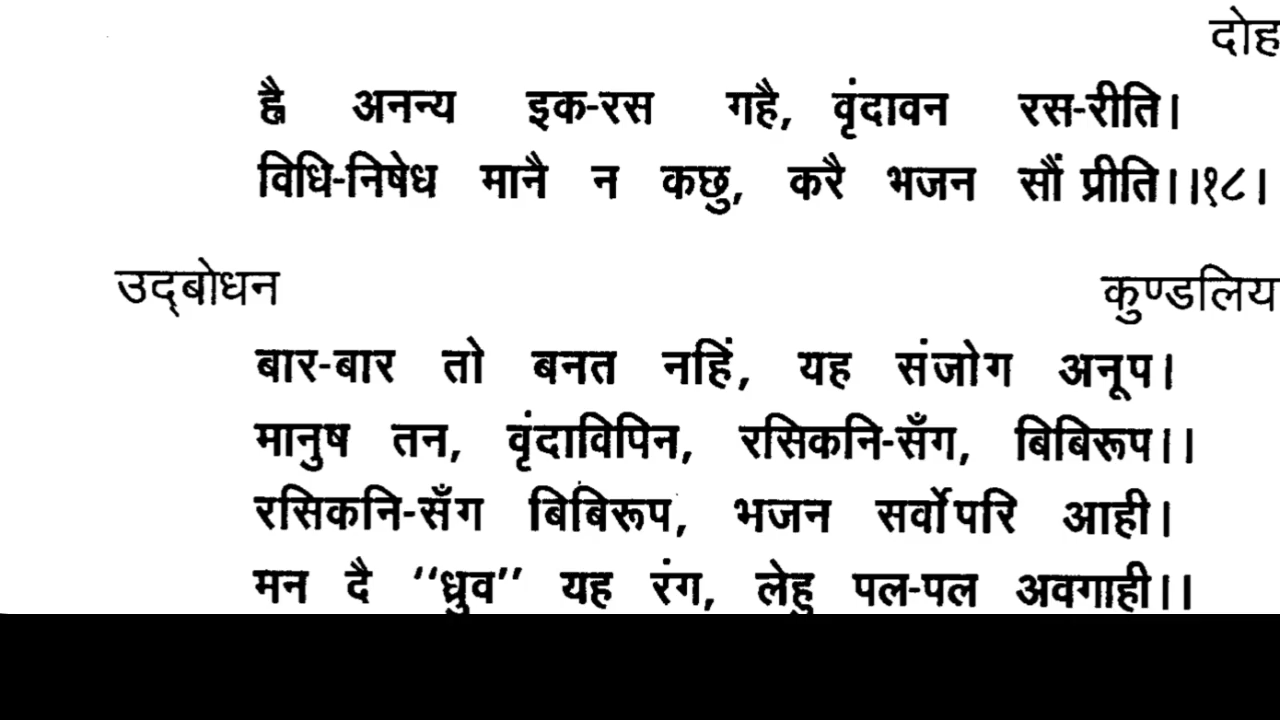 दोह
ह्वै अनन्य इक-रस गहै, वृंदावन रस-रीति।
विधि-निषेध मानै न कछु, करै भजन सौं प्रीति।।१८।
उद्‌बोधन कुण्डलिय
बार-बार तो बनत नहिं, यह संजोग अनूप।
मानुष तन, वृंदाविपिन, रसिकनि-सँग, बिबिरूप।।
रसिकनि-सँग बिबिरूप, भजन सर्वोपरि आही।
मन दै ‘‘ध्रुव’’ यह रंग, लेहु पल-पल अवगाही।।